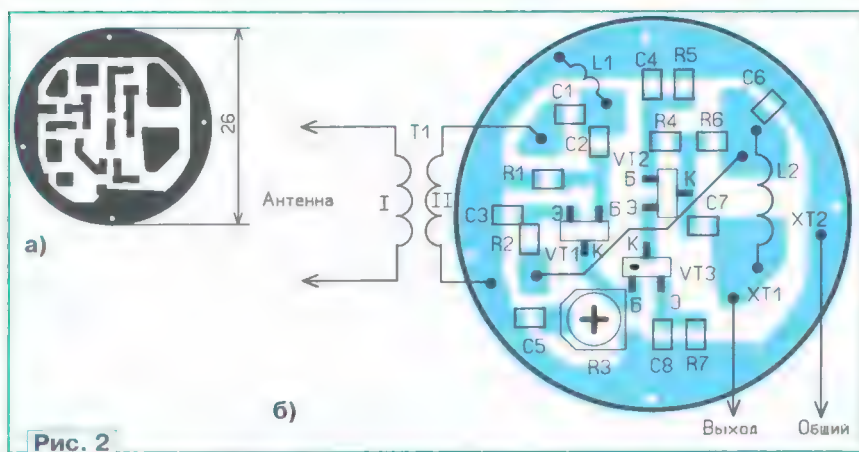 26
а)
Антенна
T1
I
II
L1
C4
R5
C6
C1
C2
R4
R6
VT2
R1
Б
К
L2
Э
C3
Э
Б
C7
XT2
R2
К
К
VT1
VT3
XT1
Б
Э
C5
R3
C8
R7
б)
Выход
Общий
Рис. 2